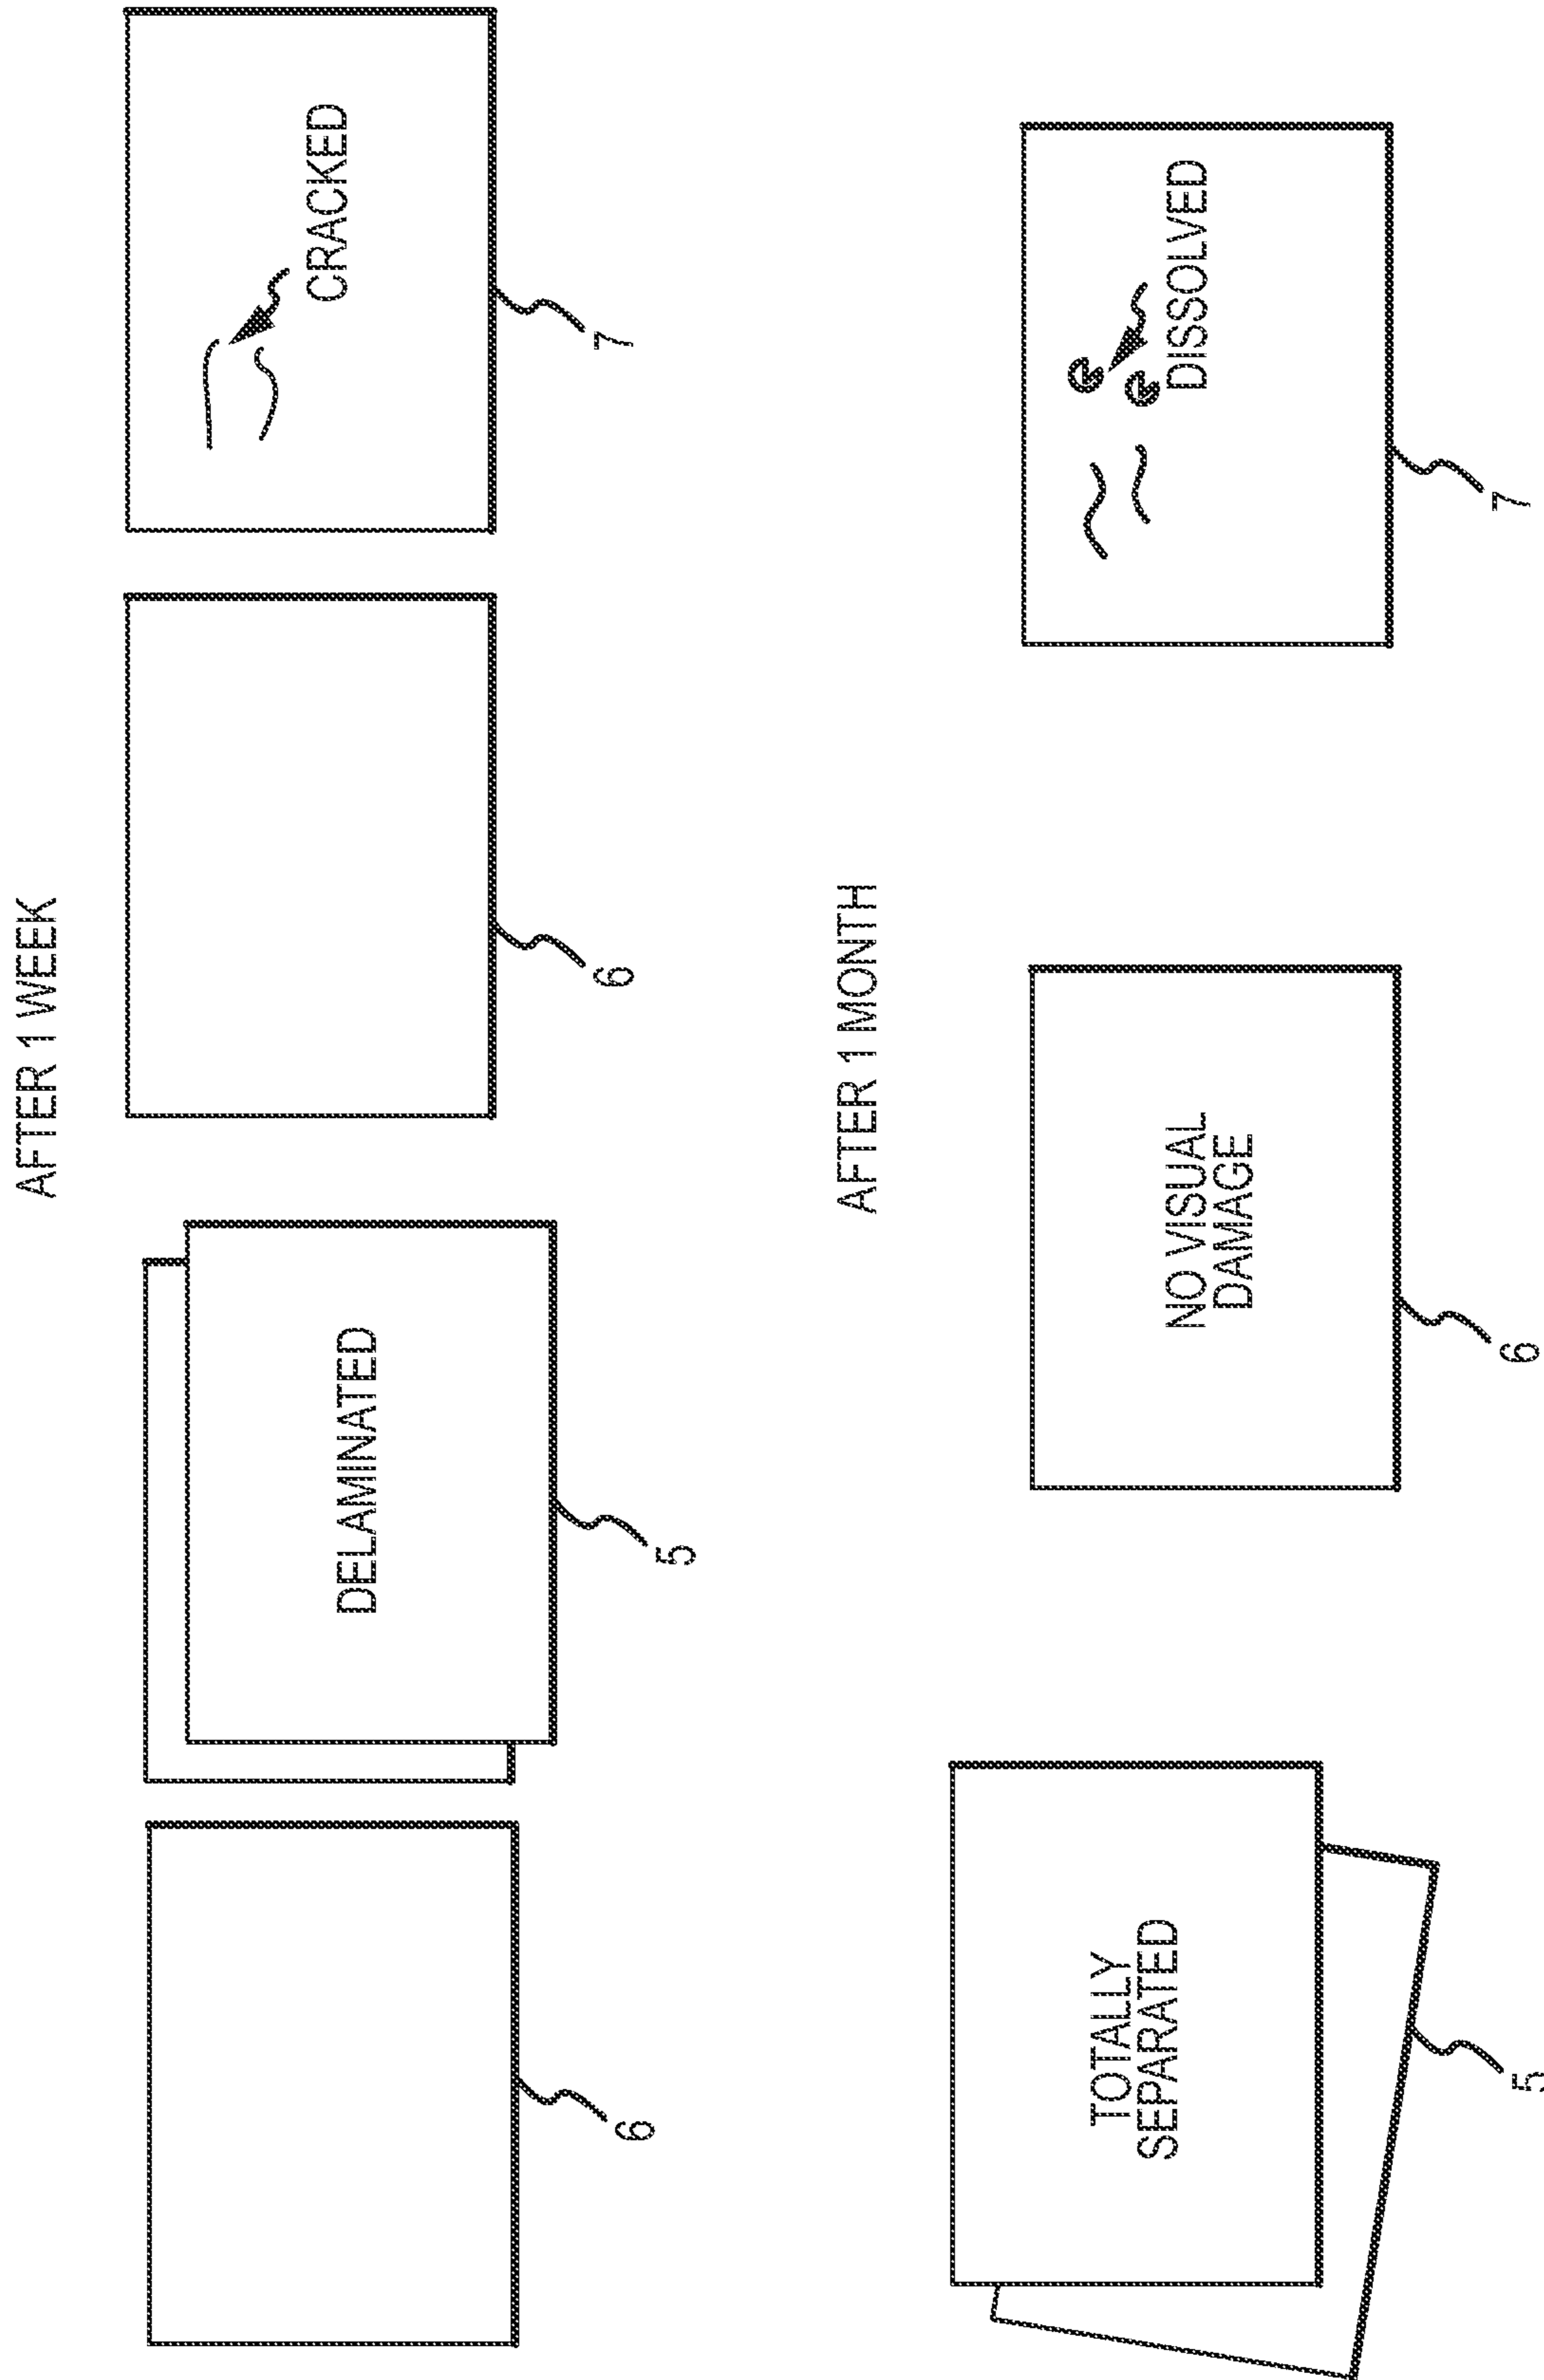 AFTER 1 WEEK
DELAMINATED
CRACKED
6
5
6
7
AFTER 1 MONTH
TOTALLY
SEPARATED
NO VISUAL
DAMAGE
DISSOLVED
5
6
7